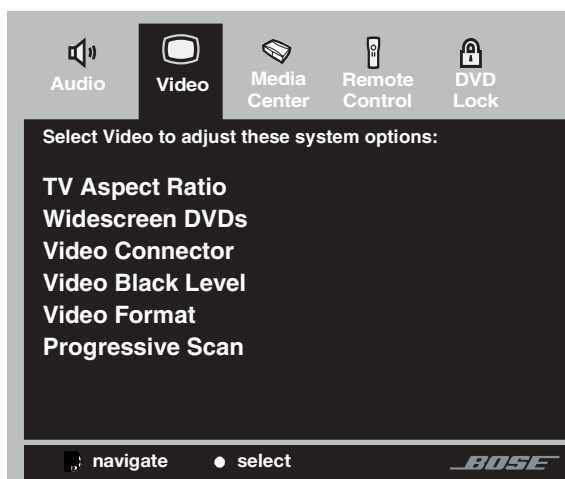 Audio
Video
Media
Center
Remote
Control
DVD
Lock
Select Video to adjust these system options:
TV Aspect Ratio
Widescreen DVDs
Video Connector
Video Black Level
Video Format
Progressive Scan
navigate select
BOSE